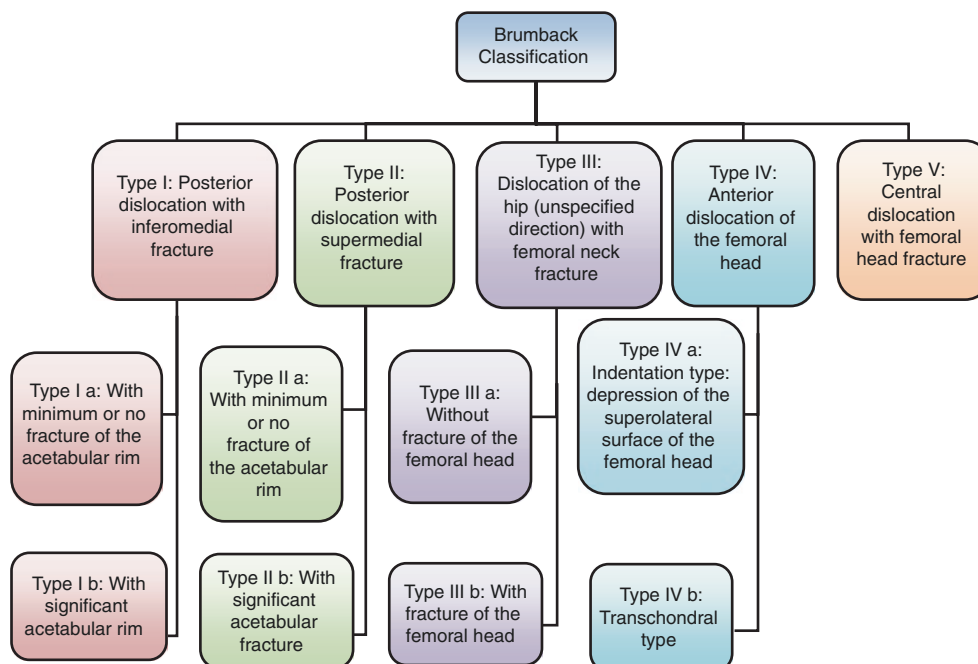 Brumback
Classification
Type I: Posterior
dislocation with
inferomedial
fracture
Type II:
Posterior
dislocation with
supermedial
fracture
Type III:
Dislocation of the
hip (unspecified
direction) with
femoral neck
fracture
Type IV:
Anterior
dislocation of
the femoral
head
Type V:
Central
dislocation
with femoral
head fracture
Type I a: With
minimum or no
fracture of the
acetabular rim
Type II a:
With minimum
or no
fracture of
the acetabular
rim
Type III a:
Without
fracture of the
femoral head
Type IV a:
Indentation type:
depression of the
superolateral
surface of the
femoral head
Type I b: With
significant
acetabular rim
Type II b: With
significant
acetabular
fracture
Type III b: With
fracture of the
femoral head
Type IV b:
Transchondral
type